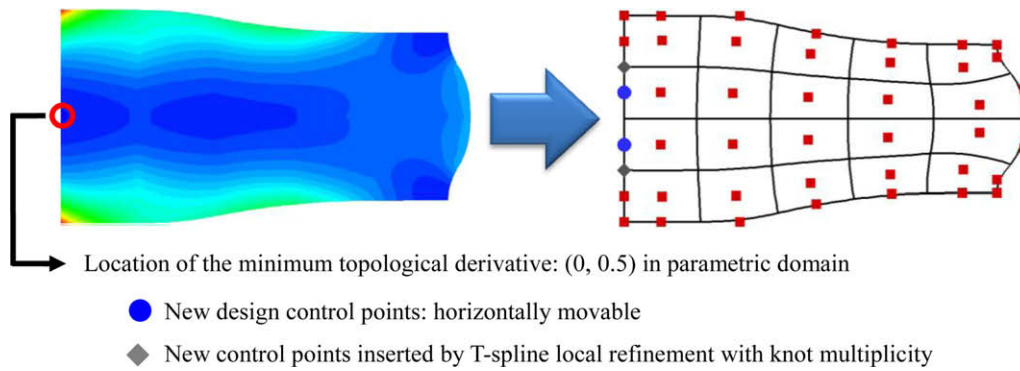 Location of the minimum topological derivative: (0, 0.5) in parametric domain
New design control points: horizontally movable
New control points inserted by T-spline local refinement with knot multiplicity